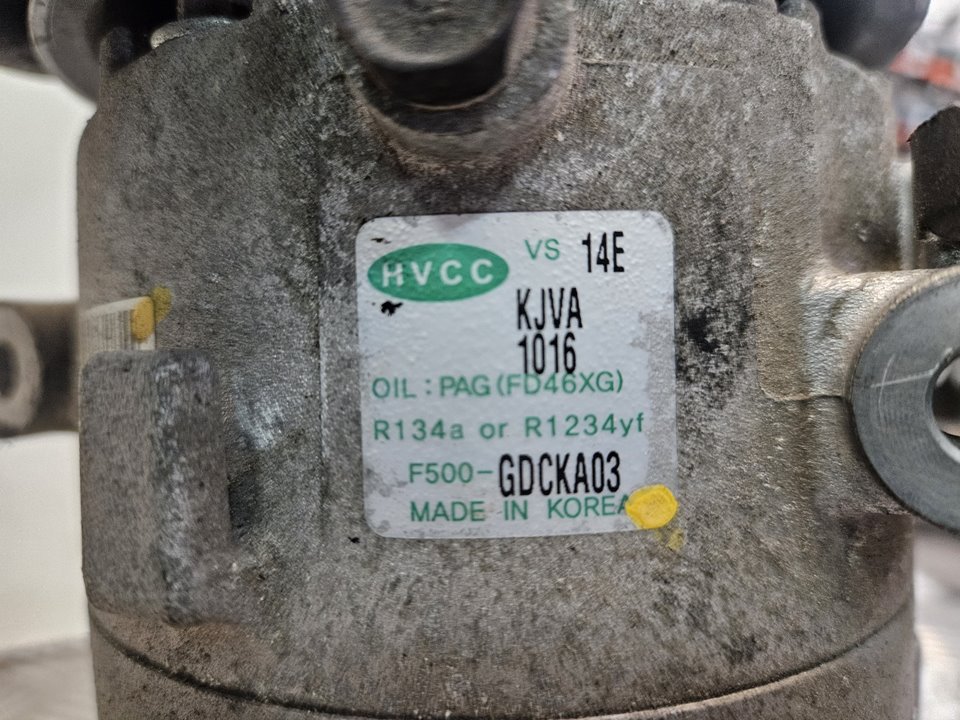 HVCC VS 14E
KJVA
1016
OIL : PAG (FD46XG)
R134a or R1234yf
F500-GDCKA03
MADE IN KOREA